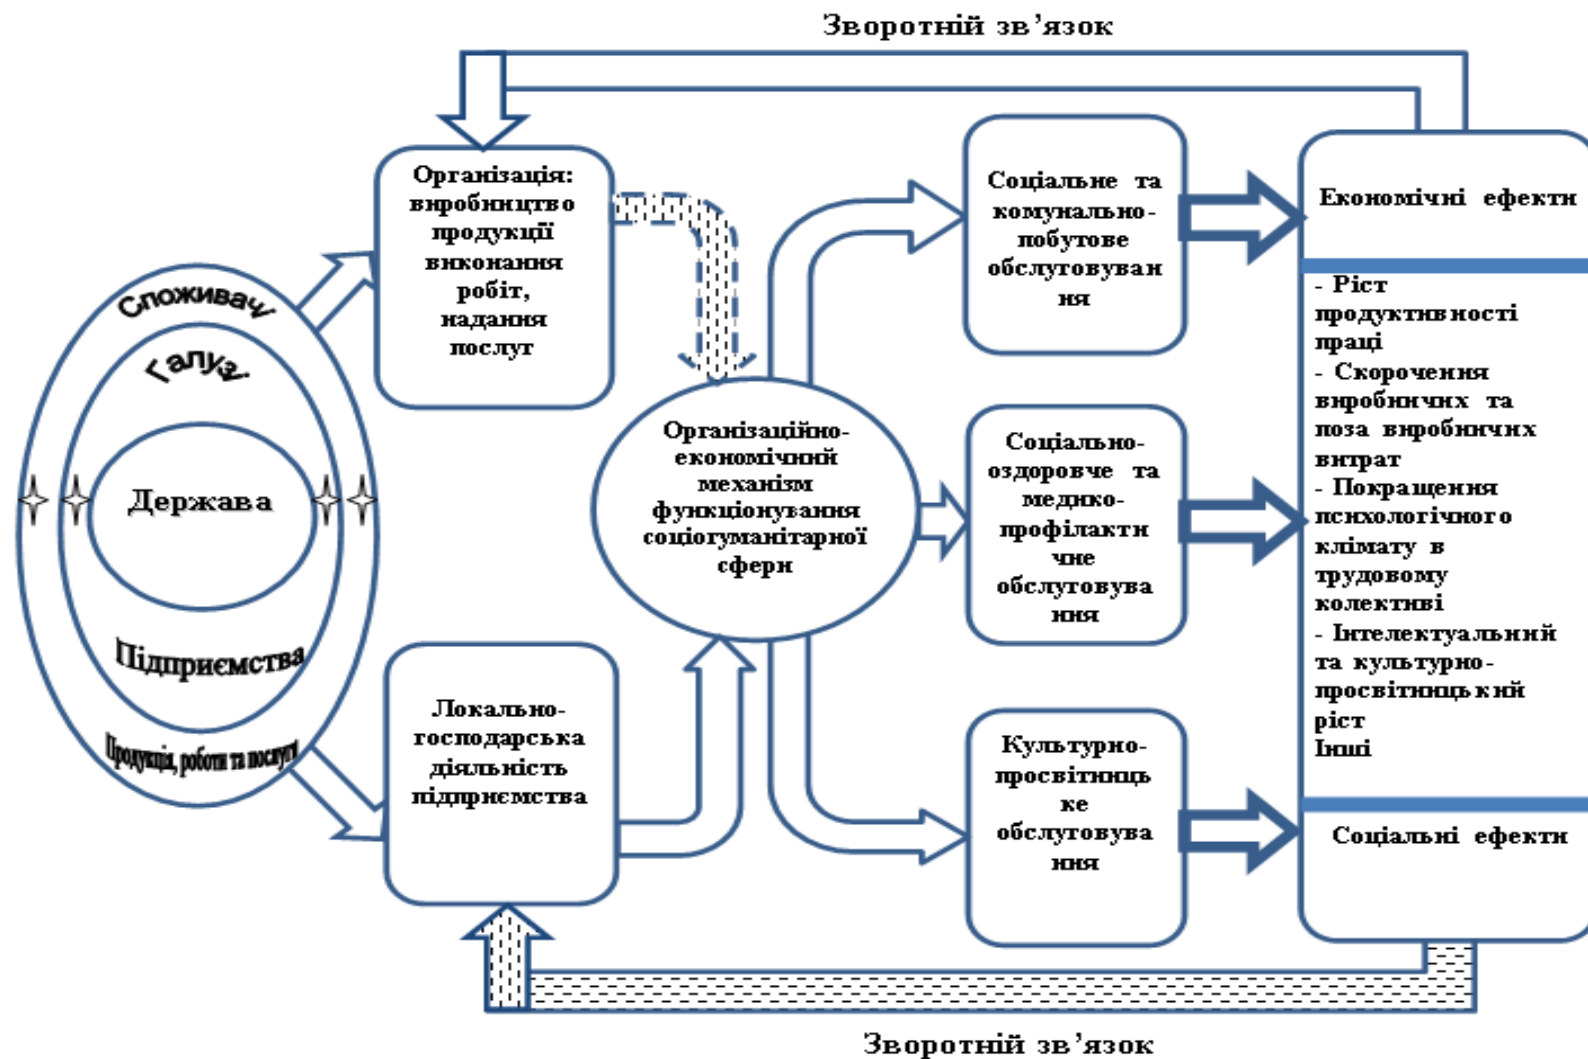 Зворотній зв’язок
Споживачі
Галузі
Держава
Підприємства
Продукція, роботи та послуги
Організація:
виробництво
продукції
виконання
робіт,
надання
послуг
Локально-
господарська
діяльність
підприємства
Організаційно-
економічний
механізм
функціонування
соціогуманітарної
сфери
Соціальне та
комунально-
побутове
обслуговуван
ня
Соціально-
оздоровче та
медико-
профілакти
чне
обслуговува
ння
Культурно-
просвітниць
ке
обслуговува
ння
Економічні ефекти
- Ріст
продуктивності
праці
- Скорочення
виробничих та
поза виробничих
витрат
- Покращення
психологічного
клімату в
трудовому
колективі
- Інтелектуальний
та культурно-
просвітницький
ріст
Інші
Соціальні ефекти
Зворотній зв’язок